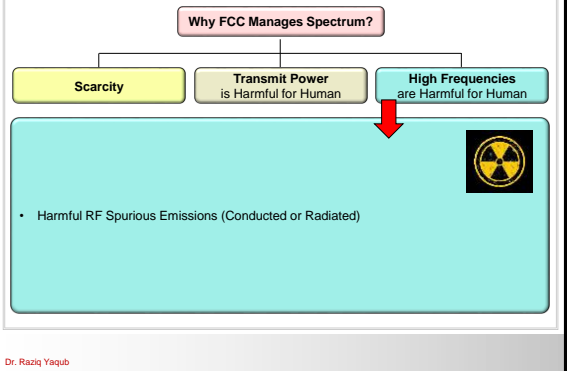 Why FCC Manages Spectrum?
Scarcity
Transmit Power
is Harmful for Human
High Frequencies
are Harmful for Human
• Harmful RF Spurious Emissions (Conducted or Radiated)
Dr. Raziq Yaqub